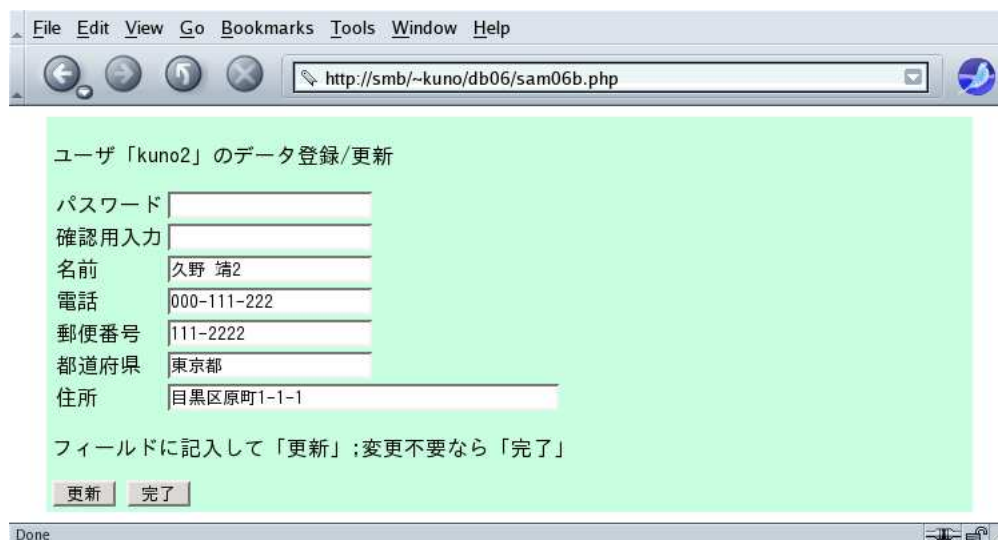 File Edit View Go Bookmarks Tools Window Help
http://smb/~kuno/db06/sam06b.php
ユーザ「kuno2」のデータ登録/更新
パスワード
確認用入力
名前 久野 靖2
電話 000-111-222
郵便番号 111-2222
都道府県 東京都
住所 目黒区原町1-1-1
フィールドに記入して「更新」;変更不要なら「完了」
更新 完了
Done